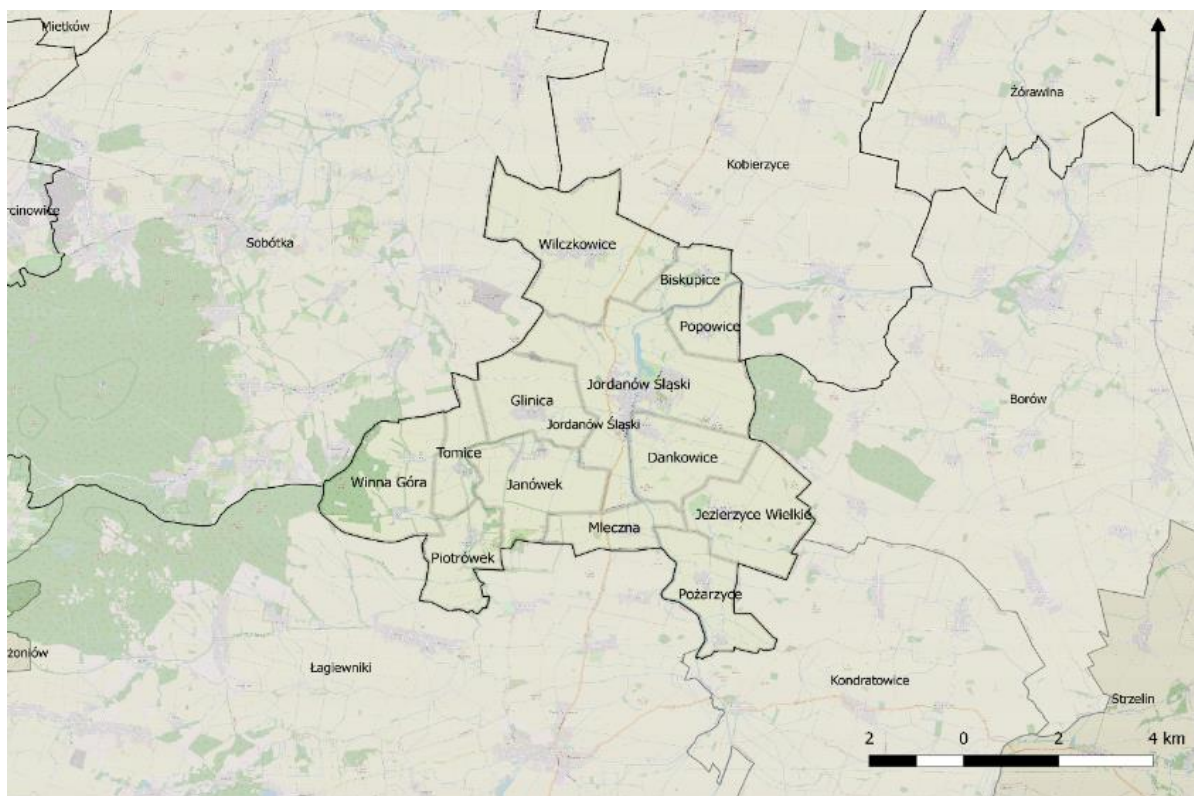 Mietków
Żórawina
Kobierzyce
rcinowice
Sobótka
Wilczkowice
Biskupice
Popowice
Jordanów Śląski
Glinica
Borów
Jordanów Śląski
Tomice
Dankowice
Winna Góra
Janówek
Jezierzyce Wielkie
Mleczna
Piotrówek
Pożarzyce
żoniów
Łagiewniki
Kondratowice
Strzelin
2 0 2 4 km